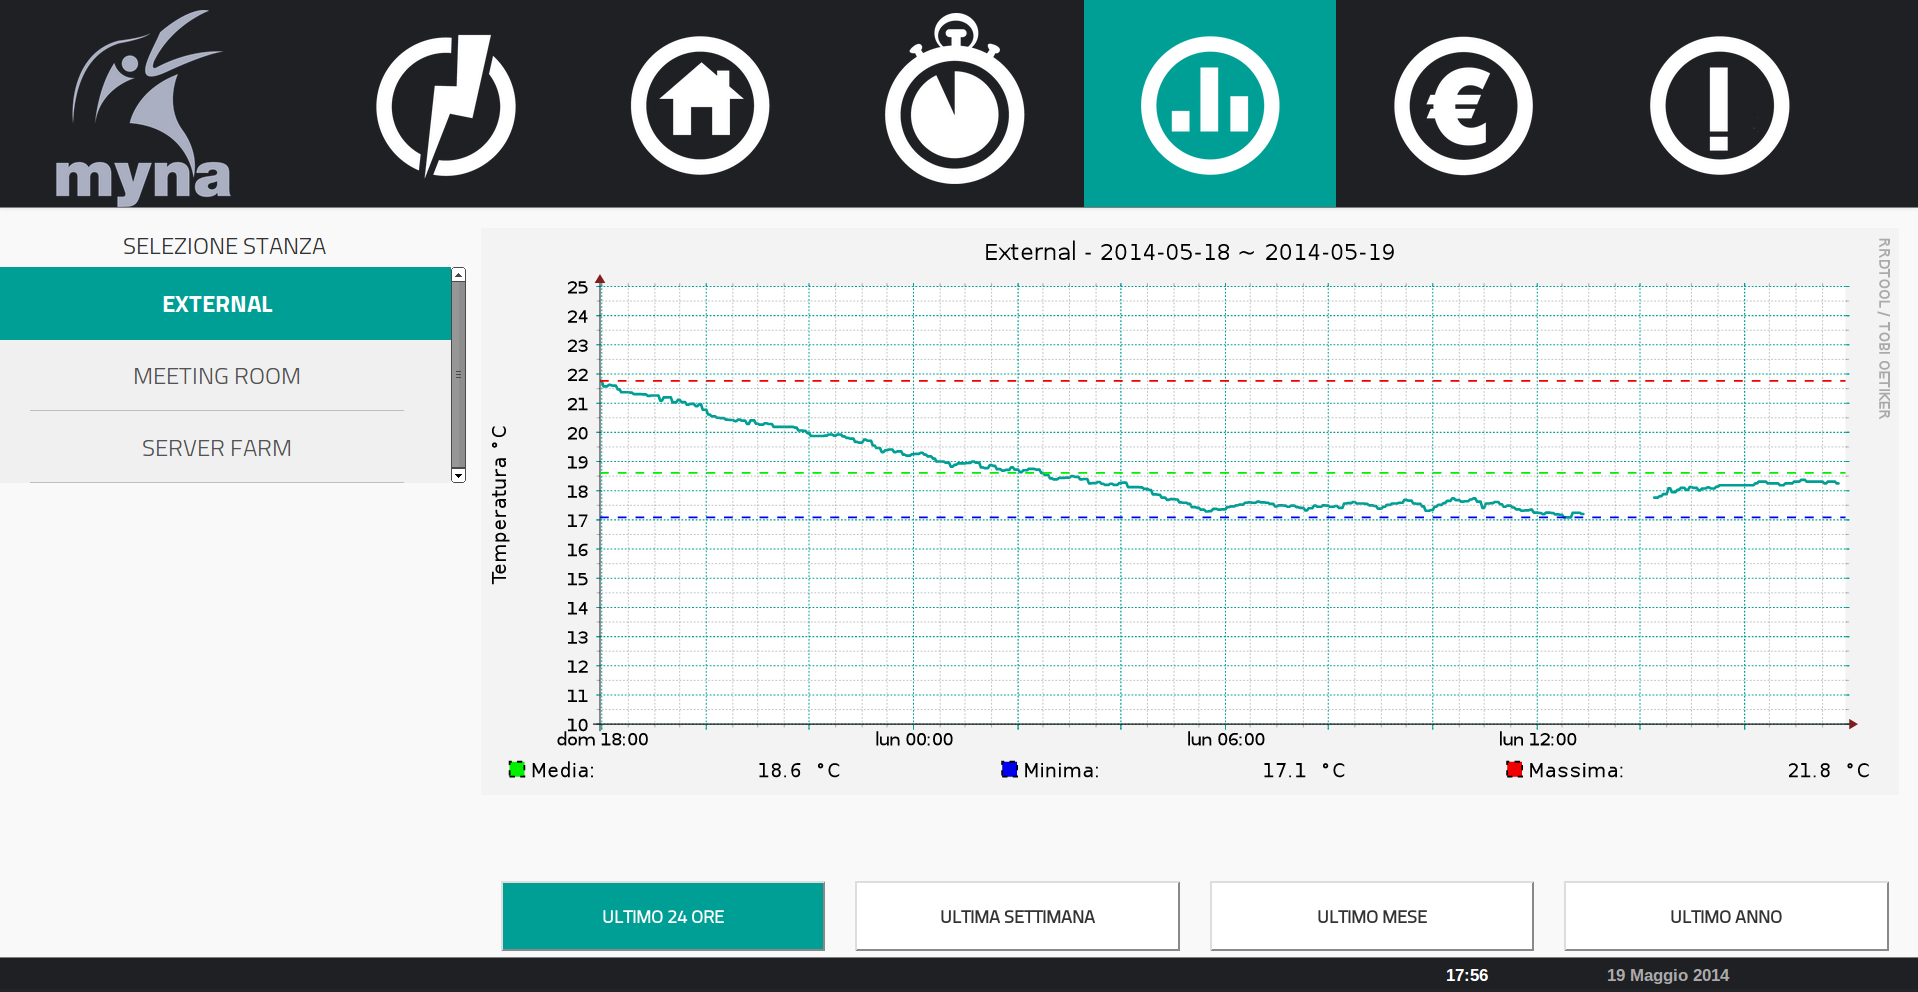 myna
SELEZIONE STANZA
EXTERNAL
MEETING ROOM
SERVER FARM
External - 2014-05-18 ~ 2014-05-19
RRDTOOL / TOBI OETIKER
Temperatura °C
25
24
23
22
21
20
19
18
17
16
15
14
13
12
11
10
dom 18:00 lun 00:00 lun 06:00 lun 12:00
Media: 18.6 °C Minima: 17.1 °C Massima: 21.8 °C
ULTIMO 24 ORE ULTIMA SETTIMANA ULTIMO MESE ULTIMO ANNO
17:56 19 Maggio 2014